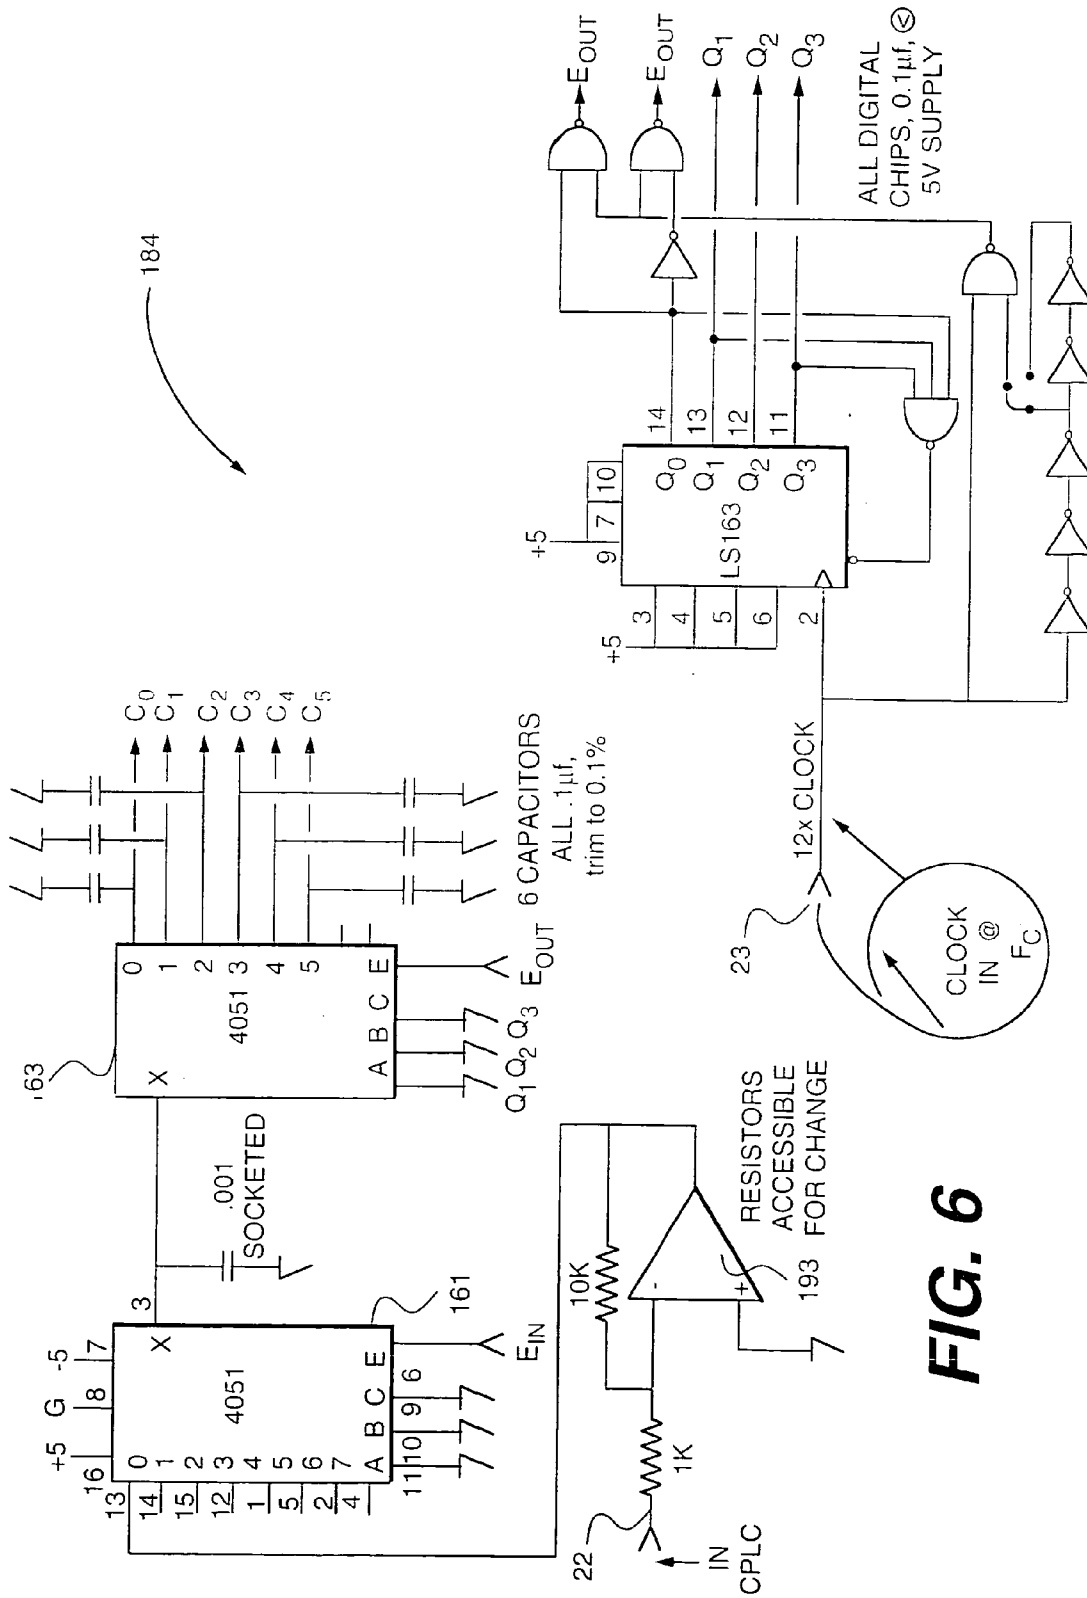 184
163
4051
X
0
1
2
3
4
5
A B C E
Q1 Q2 Q3 EOUT
C0
C1
C2
C3
C4
C5
6 CAPACITORS
ALL .1µf,
trim to 0.1%
.001
SOCKETED
+5 G -5
16 8 7
3
X
4051
161
13 0
14 1
15 2
12 3
1 4
5 5
2 6
4 7
A B C E
11 10 9 6
EIN
22
IN
CPLC
1K
10K
-
+
193
RESISTORS
ACCESSIBLE
FOR CHANGE
+5
9 7 10
+5
3
4
5
6
2
LS163
Q0 14
Q1 13
Q2 12
Q3 11
EOUT
EOUT
Q1
Q2
Q3
ALL DIGITAL
CHIPS, 0.1µf, <
5V SUPPLY
12x CLOCK
23
CLOCK
IN @
FC
FIG. 6